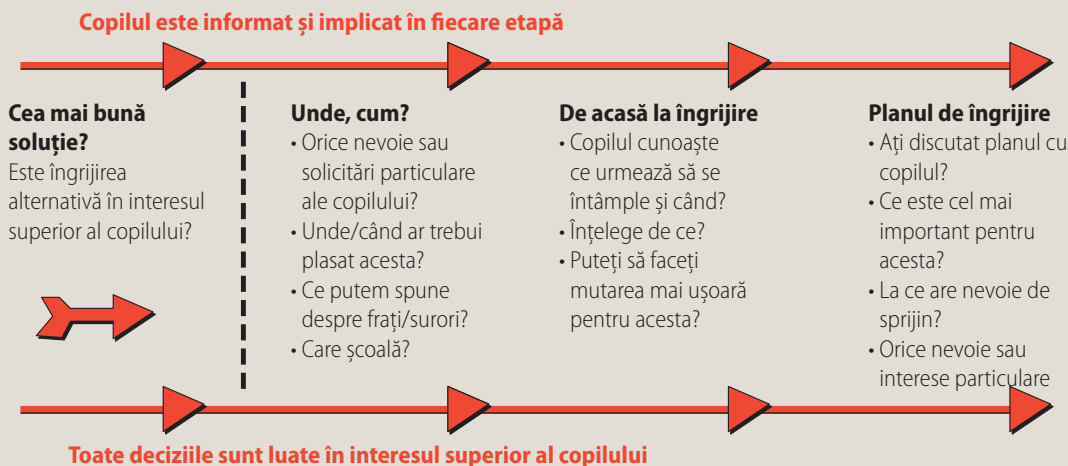 Copilul este informat și implicat în fiecare etapă
Cea mai bună
soluție?
Este îngrijirea
alternativă în interesul
superior al copilului?
Unde, cum?
• Orice nevoie sau
solicitări particulare
ale copilului?
• Unde/când ar trebui
plasat acesta?
• Ce putem spune
despre frați/surori?
• Care școală?
De acasă la îngrijire
• Copilul cunoaște
ce urmează să se
întâmple și când?
• Înțelege de ce?
• Puteți să faceți
mutarea mai ușoară
pentru acesta?
Planul de îngrijire
• Ați discutat planul cu
copilul?
• Ce este cel mai
important pentru
acesta?
• La ce are nevoie de
sprijin?
• Orice nevoie sau
interese particulare
Toate deciziile sunt luate în interesul superior al copilului